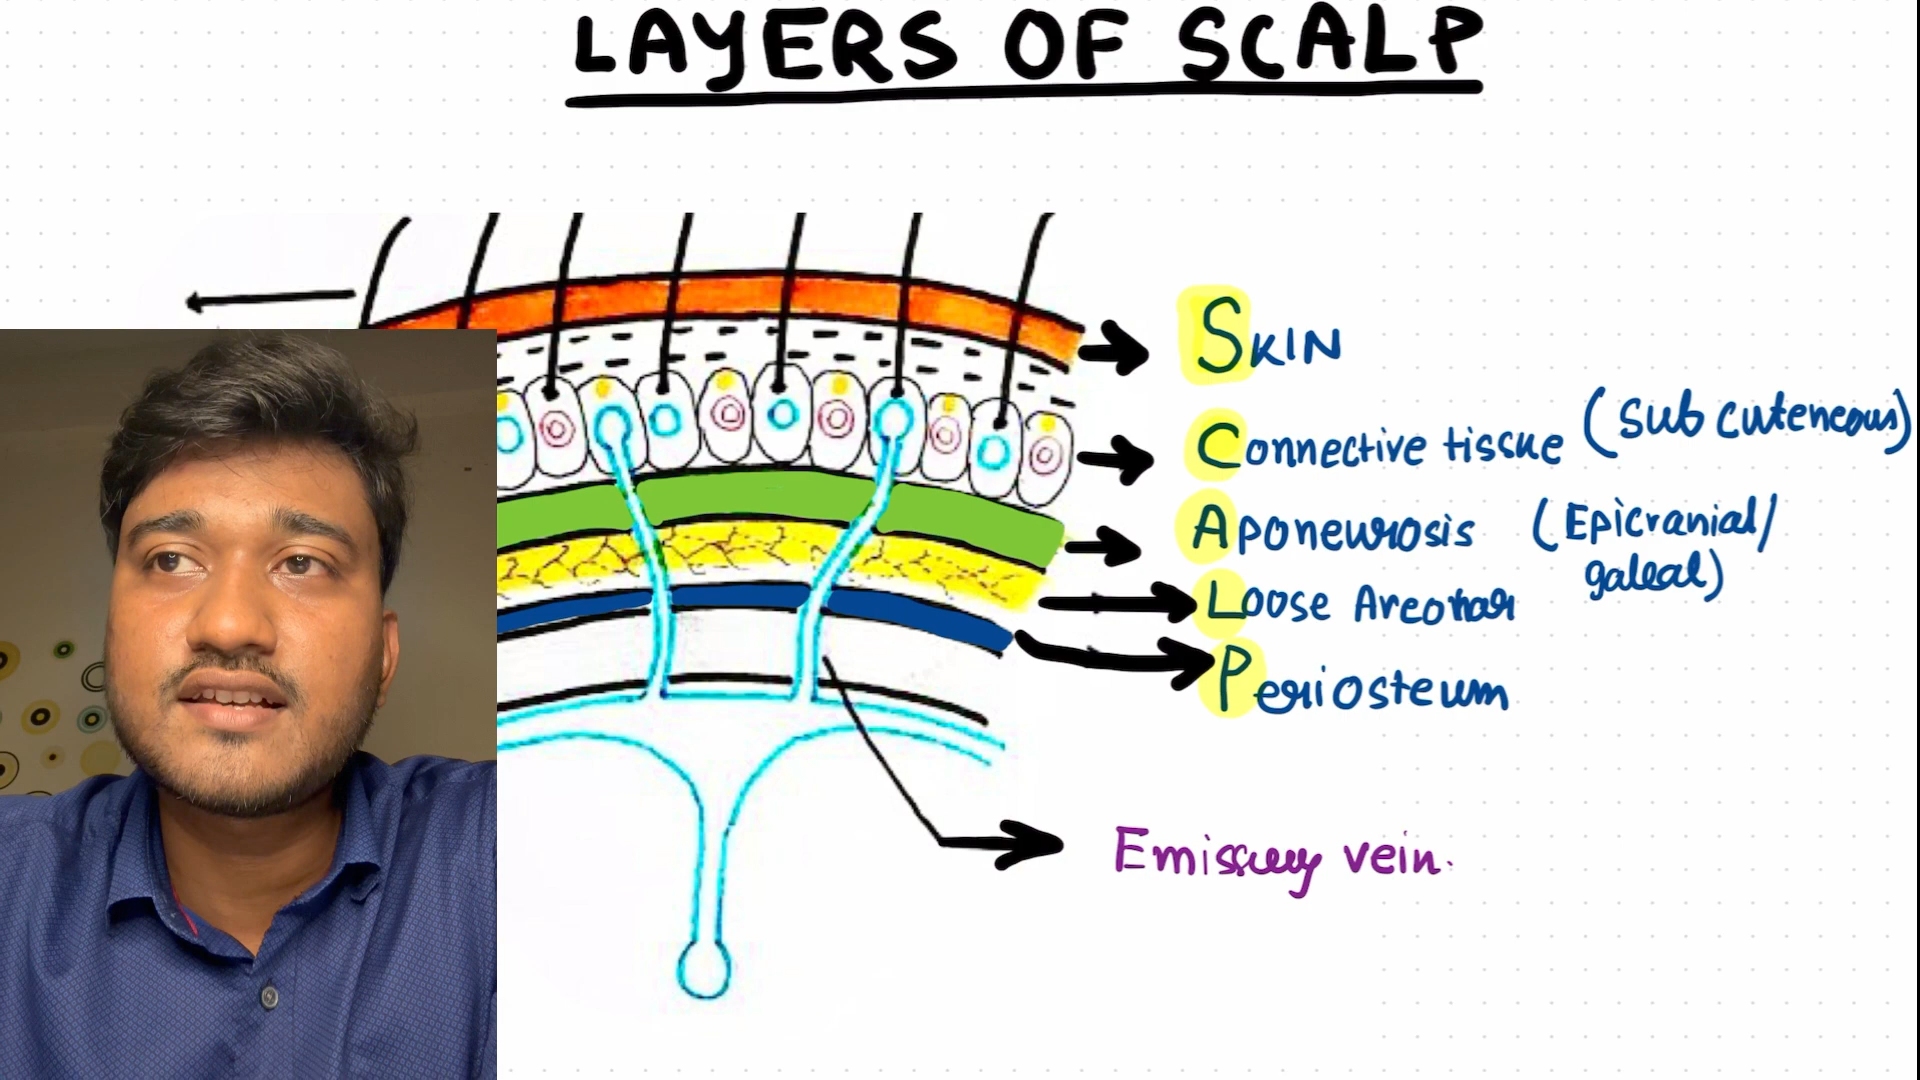 LAYERS OF SCALP
SKIN
Connective tissue (Sub cuteneous)
Aponeurosis (Epicranial/
galeal)
Loose Areolar
Periosteum
Emissary vein.